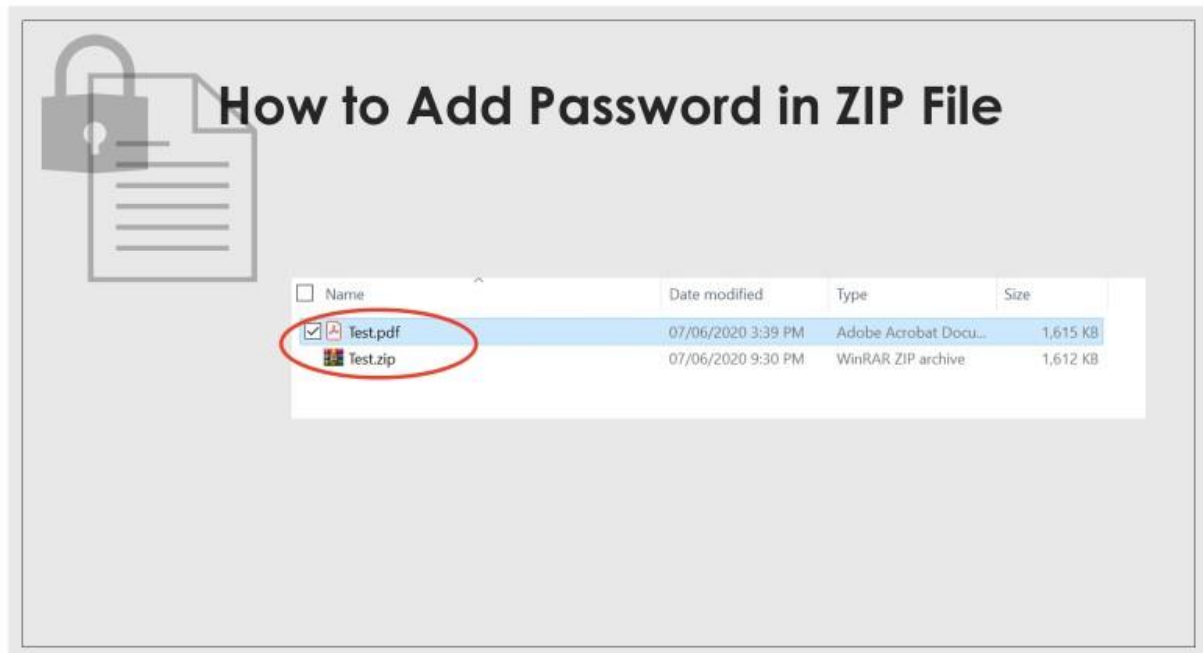 How to Add Password in ZIP File
Name Date modified Type Size
Test.pdf 07/06/2020 3:39 PM Adobe Acrobat Docu... 1,615 KB
Test.zip 07/06/2020 9:30 PM WinRAR ZIP archive 1,612 KB